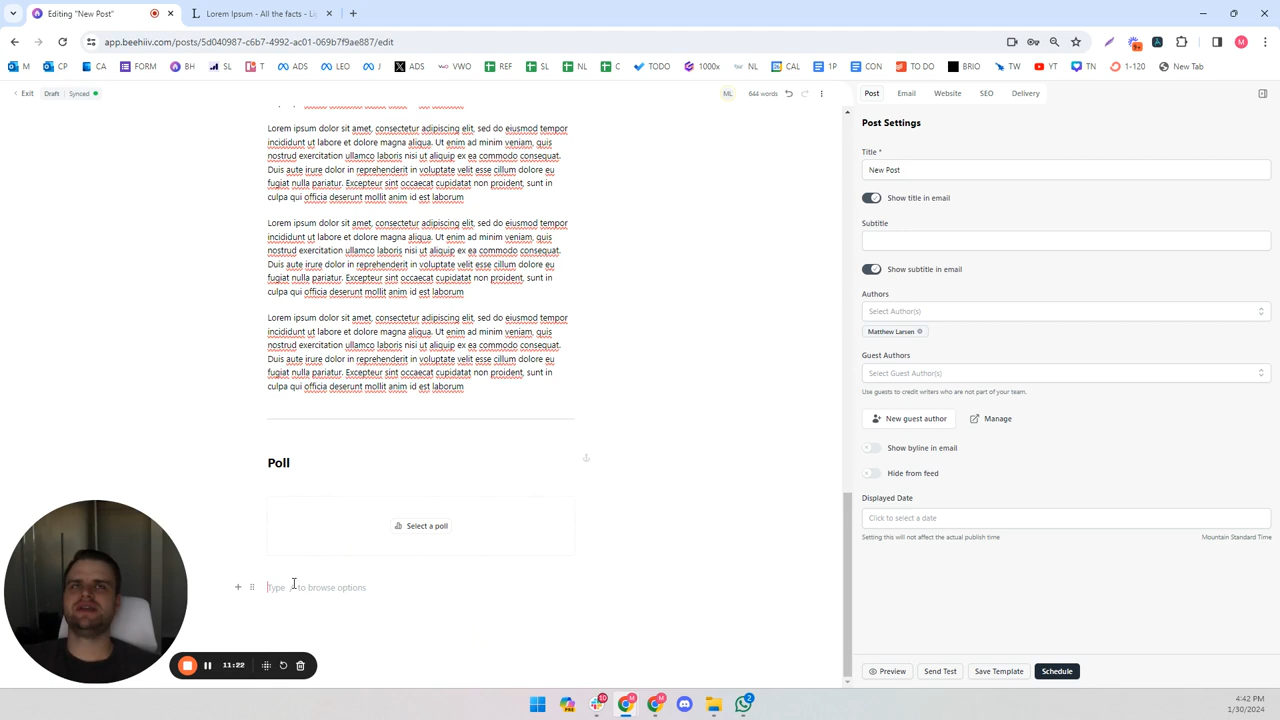 Editing "New Post"
Lorem Ipsum - All the facts - Li
app.beehiiv.com/posts/5d040987-c6b7-4992-ac01-069b7f9ae887/edit
M CP CA FORM BH SL T ADS LEO J ADS VWO REF SL NL C TODO 1000x NL CAL 1P CON TO DO BRIO TW YT TN 1-120 New Tab
Exit Draft Synced ML 644 words Post Email Website SEO Delivery
Lorem ipsum dolor sit amet, consectetur adipiscing elit, sed do eiusmod tempor
incididunt ut labore et dolore magna aliqua. Ut enim ad minim veniam, quis
nostrud exercitation ullamco laboris nisi ut aliquip ex ea commodo consequat.
Duis aute irure dolor in reprehenderit in voluptate velit esse cillum dolore eu
fugiat nulla pariatur. Excepteur sint occaecat cupidatat non proident, sunt in
culpa qui officia deserunt mollit anim id est laborum
Lorem ipsum dolor sit amet, consectetur adipiscing elit, sed do eiusmod tempor
incididunt ut labore et dolore magna aliqua. Ut enim ad minim veniam, quis
nostrud exercitation ullamco laboris nisi ut aliquip ex ea commodo consequat.
Duis aute irure dolor in reprehenderit in voluptate velit esse cillum dolore eu
fugiat nulla pariatur. Excepteur sint occaecat cupidatat non proident, sunt in
culpa qui officia deserunt mollit anim id est laborum
Lorem ipsum dolor sit amet, consectetur adipiscing elit, sed do eiusmod tempor
incididunt ut labore et dolore magna aliqua. Ut enim ad minim veniam, quis
nostrud exercitation ullamco laboris nisi ut aliquip ex ea commodo consequat.
Duis aute irure dolor in reprehenderit in voluptate velit esse cillum dolore eu
fugiat nulla pariatur. Excepteur sint occaecat cupidatat non proident, sunt in
culpa qui officia deserunt mollit anim id est laborum
Poll
Select a poll
Type to browse options
11:22
Post Settings
Title *
New Post
Show title in email
Subtitle
Show subtitle in email
Authors
Select Author(s)
Matthew Larsen
Guest Authors
Select Guest Author(s)
Use guests to credit writers who are not part of your team.
New guest author Manage
Show byline in email
Hide from feed
Displayed Date
Click to select a date
Setting this will not affect the actual publish time Mountain Standard Time
Preview Send Test Save Template Schedule
4:42 PM
1/30/2024